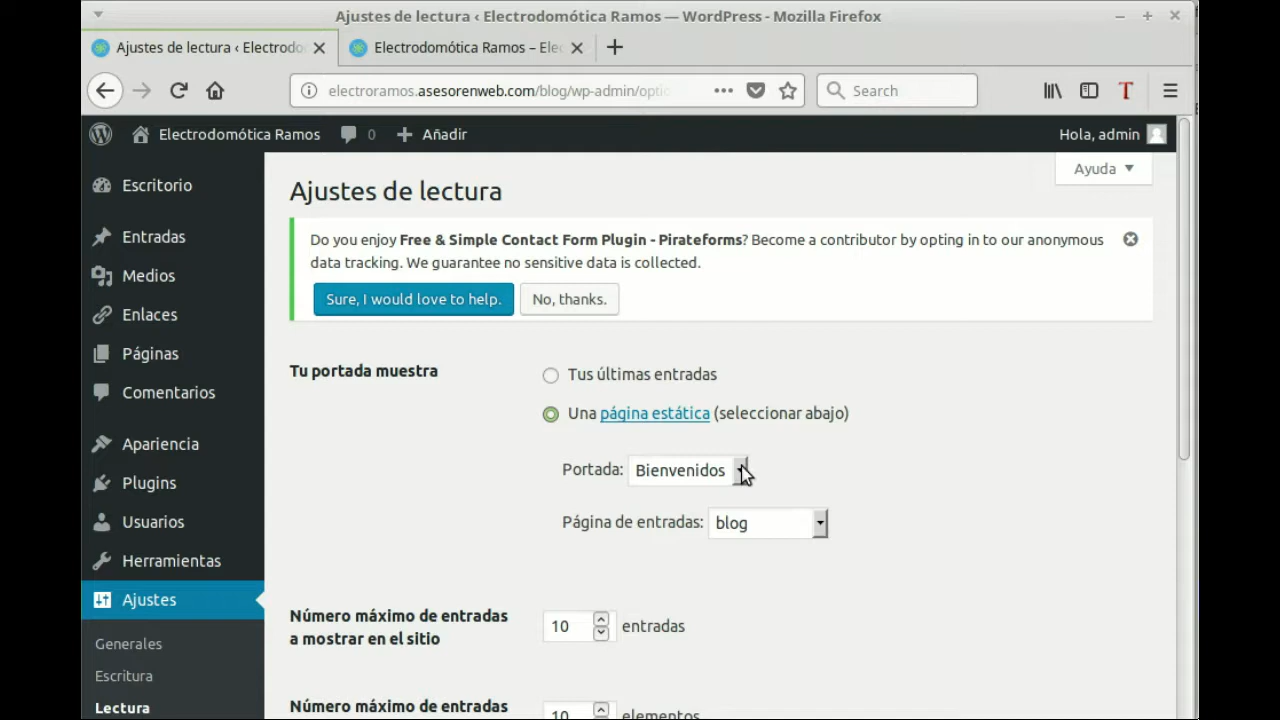 Ajustes de lectura ‹ Electrodomótica Ramos — WordPress - Mozilla Firefox
Ajustes de lectura ‹ Electrodo
Electrodomótica Ramos – Ele
electroramos.asesorenweb.com/blog/wp-admin/optio
Search
Electrodomótica Ramos
0
Añadir
Hola, admin
Ayuda
Escritorio
Entradas
Medios
Enlaces
Páginas
Comentarios
Apariencia
Plugins
Usuarios
Herramientas
Ajustes
Generales
Escritura
Lectura
Ajustes de lectura
Do you enjoy Free & Simple Contact Form Plugin - Pirateforms? Become a contributor by opting in to our anonymous
data tracking. We guarantee no sensitive data is collected.
Sure, I would love to help.
No, thanks.
Tu portada muestra
Tus últimas entradas
Una página estática (seleccionar abajo)
Portada: Bienvenidos
Página de entradas: blog
Número máximo de entradas
a mostrar en el sitio
10 entradas
Número máximo de entradas
10 elementos